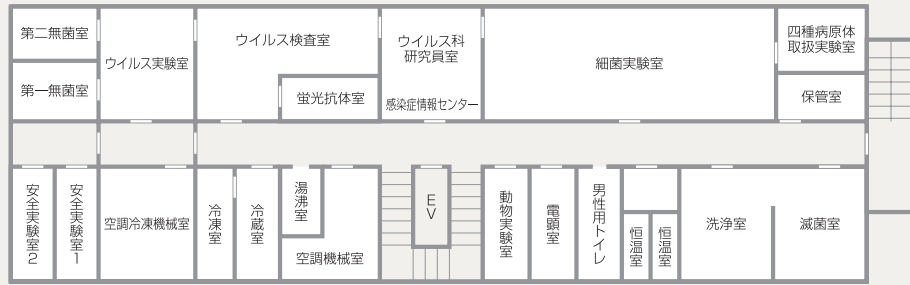 第二無菌室
第一無菌室
ウイルス実験室
ウイルス検査室
蛍光抗体室
ウイルス科
研究員室
感染症情報センター
細菌実験室
四種病原体
取扱実験室
保管室
安全実験室2
安全実験室1
空調冷凍機械室
冷凍室
冷蔵室
湯沸室
空調機械室
EV
動物実験室
電顕室
男性用トイレ
恒温室
恒温室
洗浄室
滅菌室